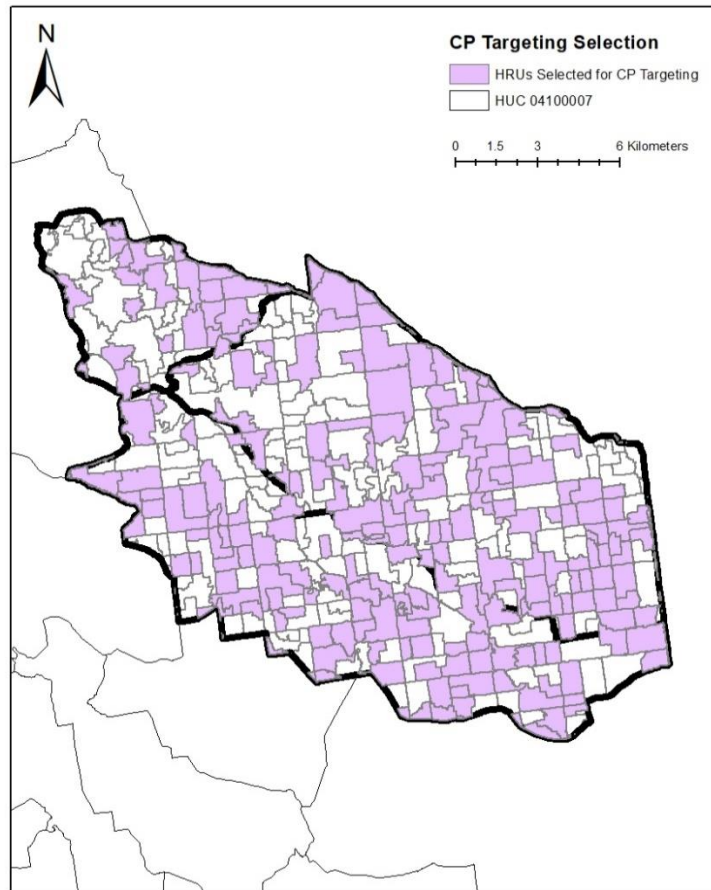 N
CP Targeting Selection
HRUs Selected for CP Targeting
HUC 04100007
0 1.5 3 6 Kilometers